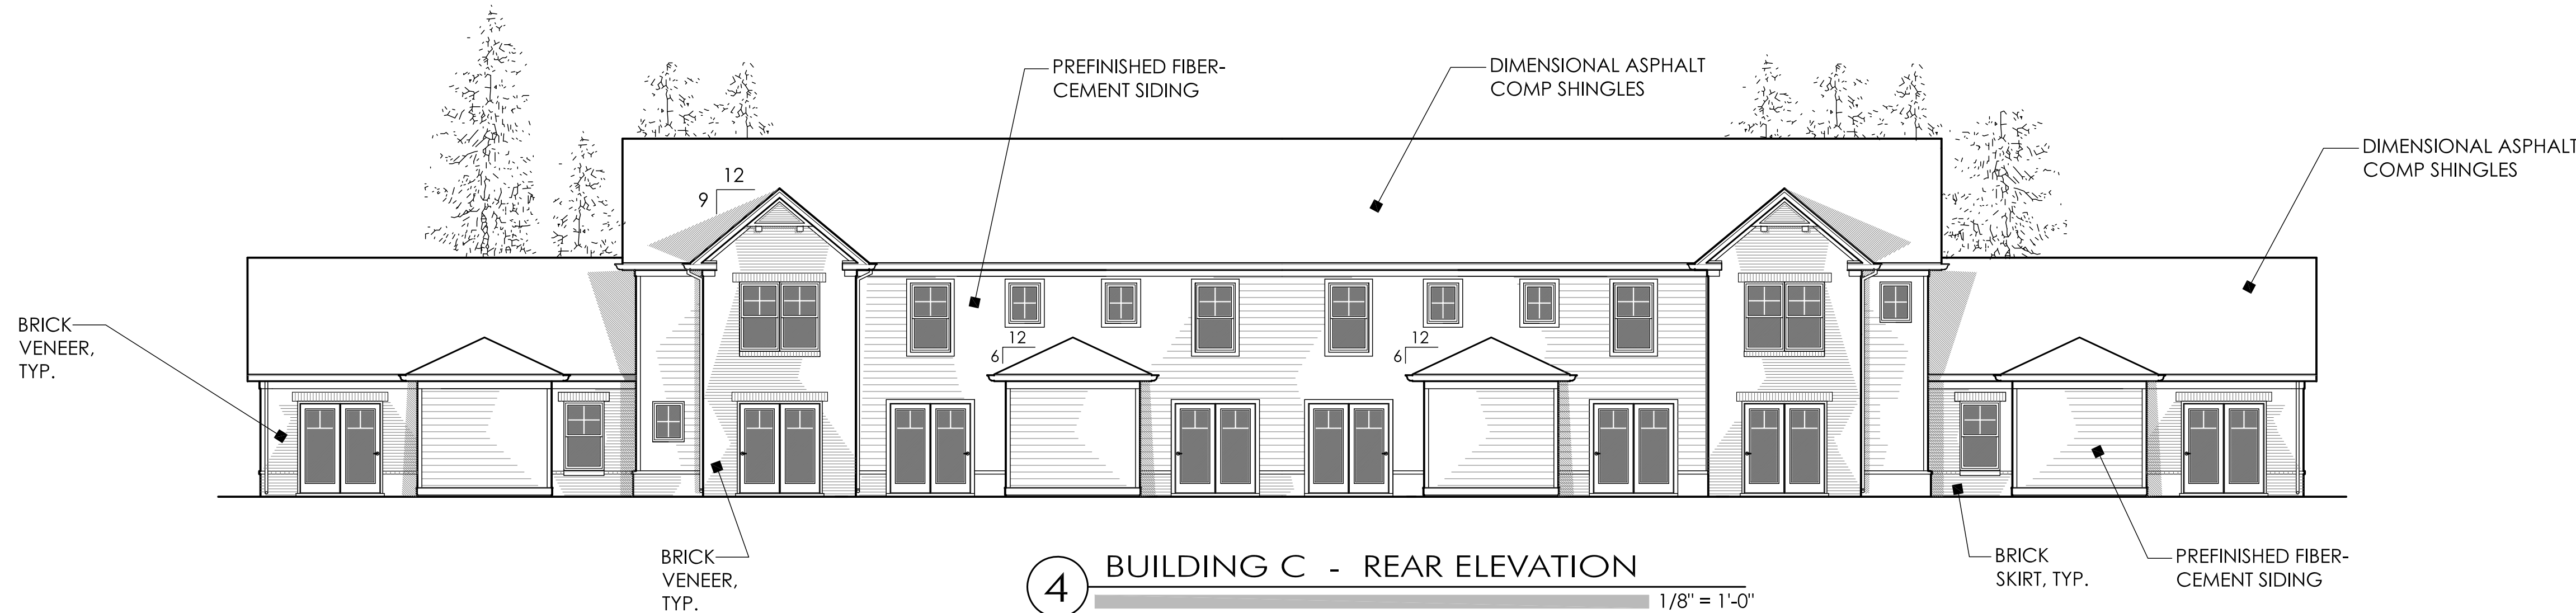 PREFINISHED FIBER-
CEMENT SIDING
DIMENSIONAL ASPHALT
COMP SHINGLES
DIMENSIONAL ASPHALT
COMP SHINGLES
12
9
BRICK
VENEER,
TYP.
12
6
12
6
BRICK
VENEER,
TYP.
4
BUILDING C - REAR ELEVATION
1/8" = 1'-0"
BRICK
SKIRT, TYP.
PREFINISHED FIBER-
CEMENT SIDING